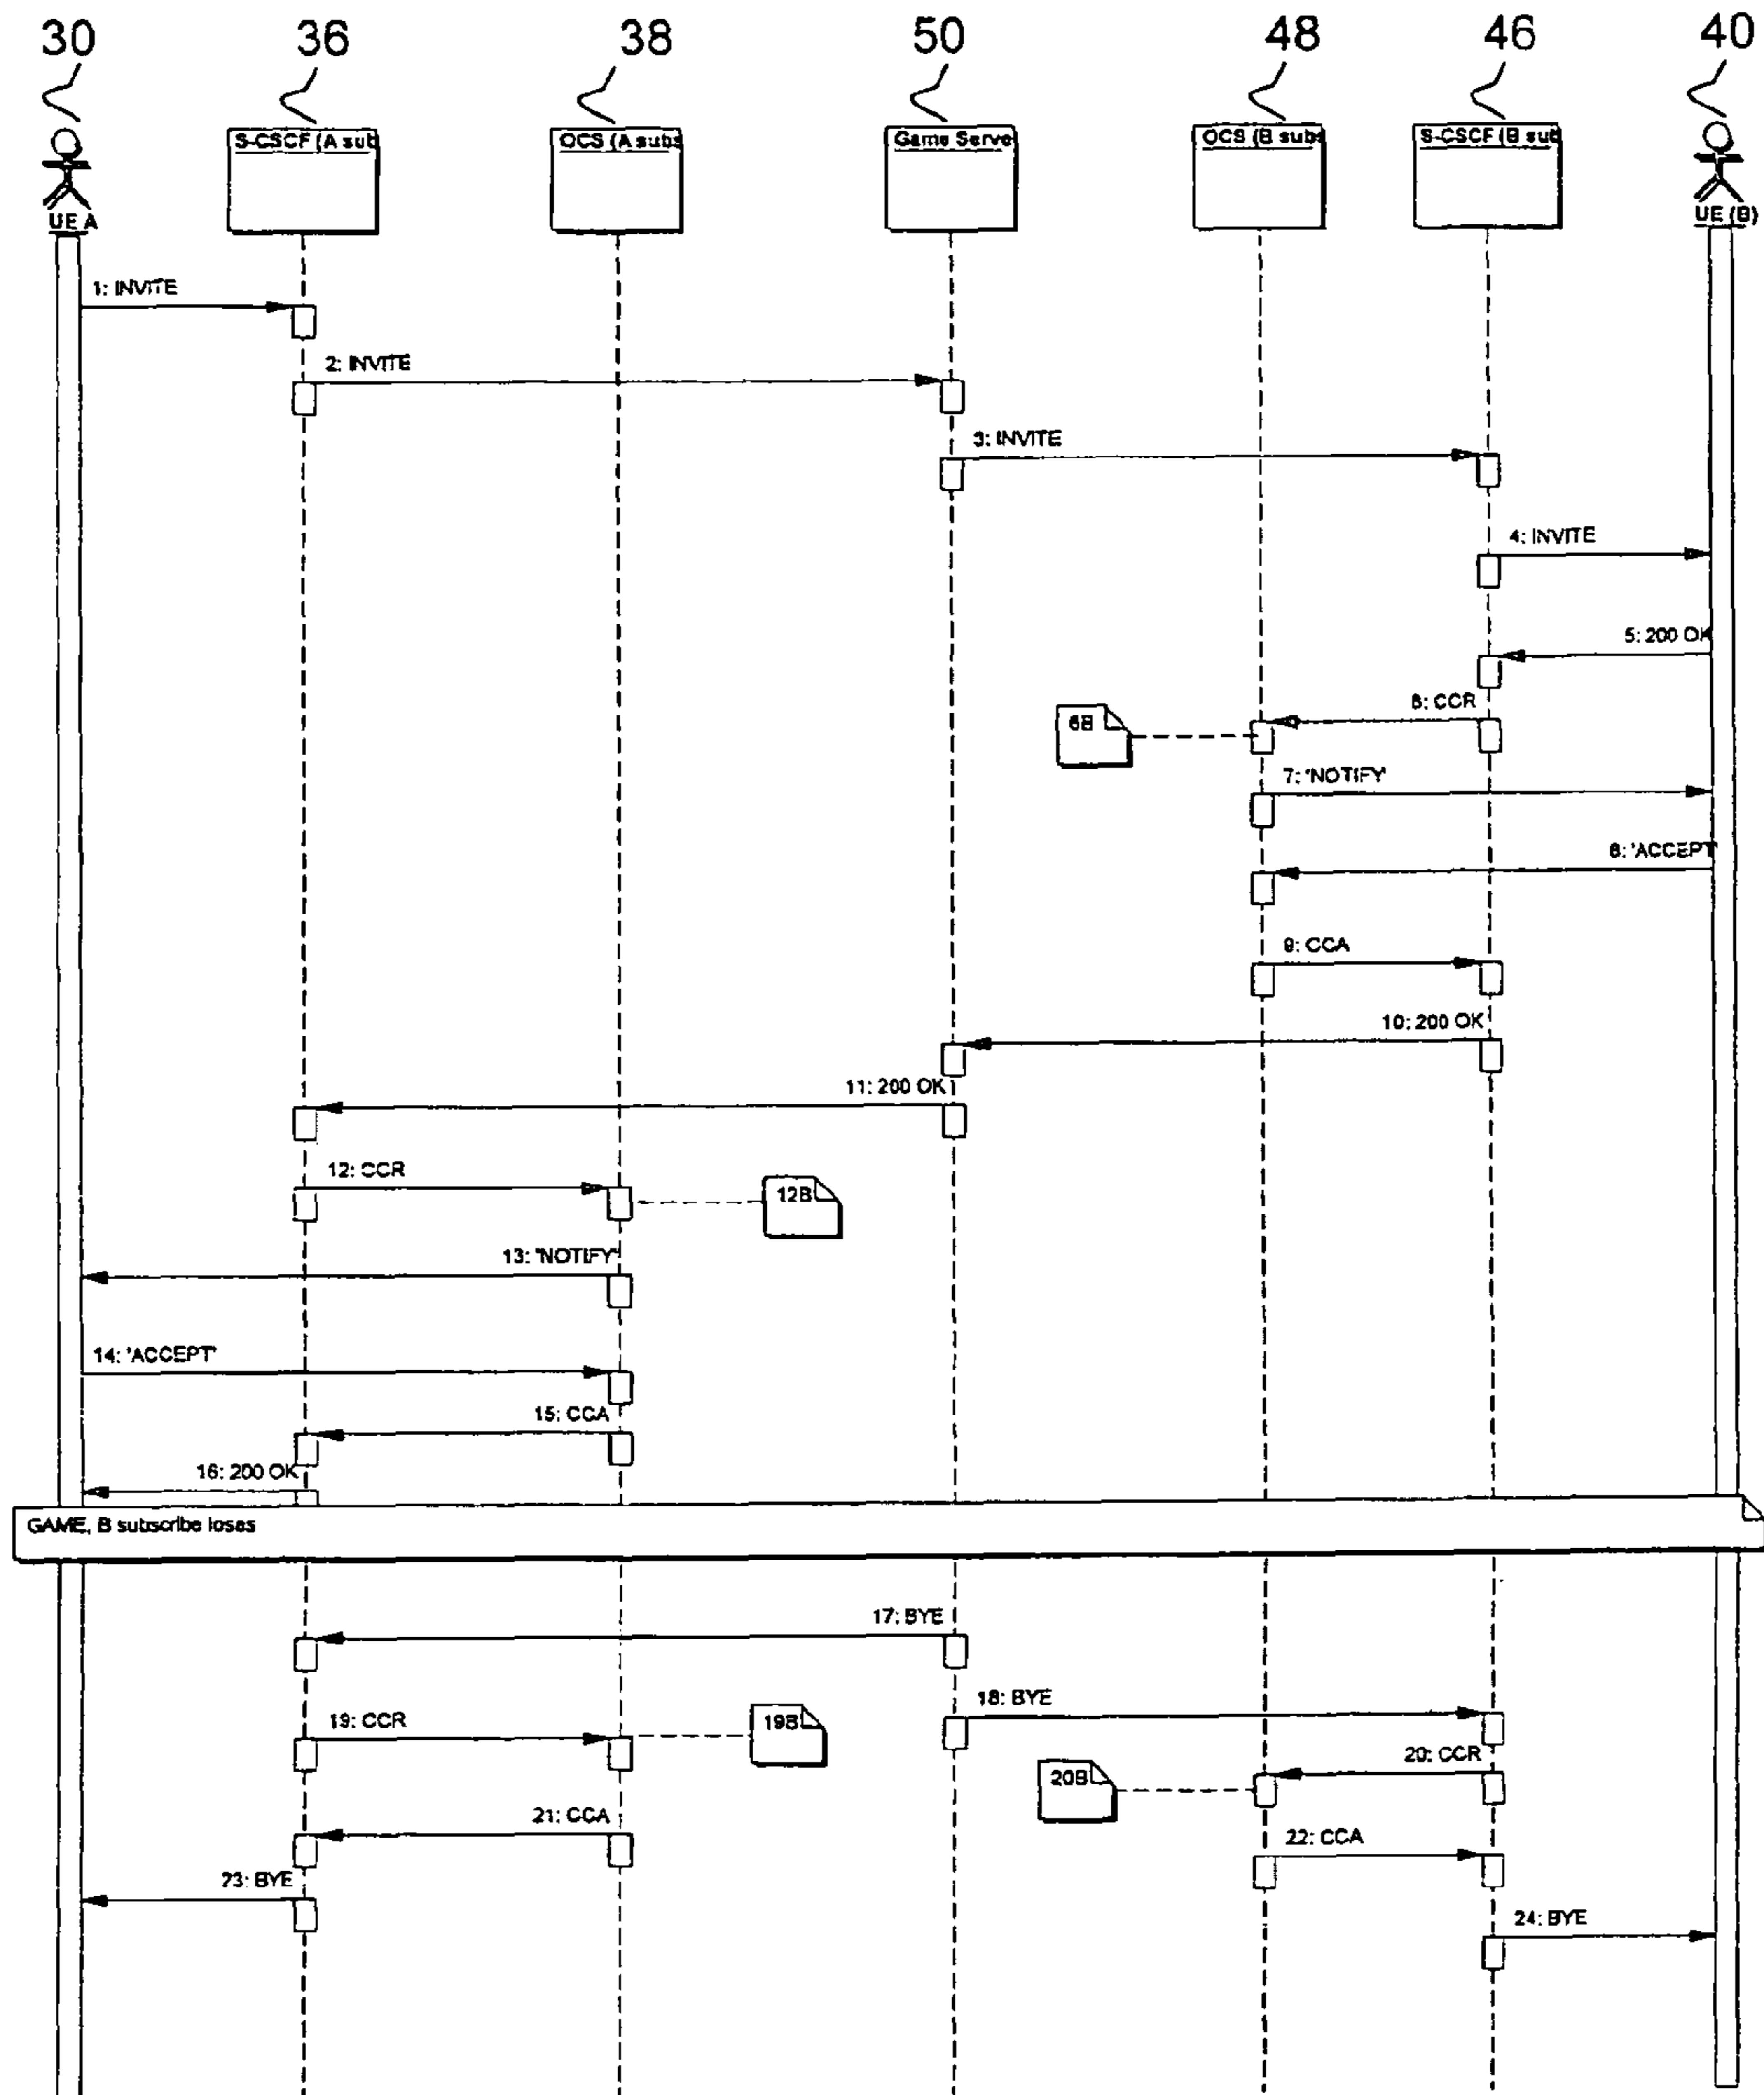 30 36 38 50 48 46 40
UE A
S-CSCF (A sub
OCS (A subs
Game Serve
OCS (B subs
S-CSCF (B sub
UE (B)
1: INVITE
2: INVITE
3: INVITE
4: INVITE
5: 200 OK
6: CCR
6B
7: 'NOTIFY'
8: 'ACCEPT'
9: CCA
10: 200 OK
11: 200 OK
12: CCR
12B
13: 'NOTIFY'
14: 'ACCEPT'
15: CCA
16: 200 OK
GAME, B subscribe loses
17: BYE
18: BYE
19: CCR
19B
20: CCR
20B
21: CCA
22: CCA
23: BYE
24: BYE